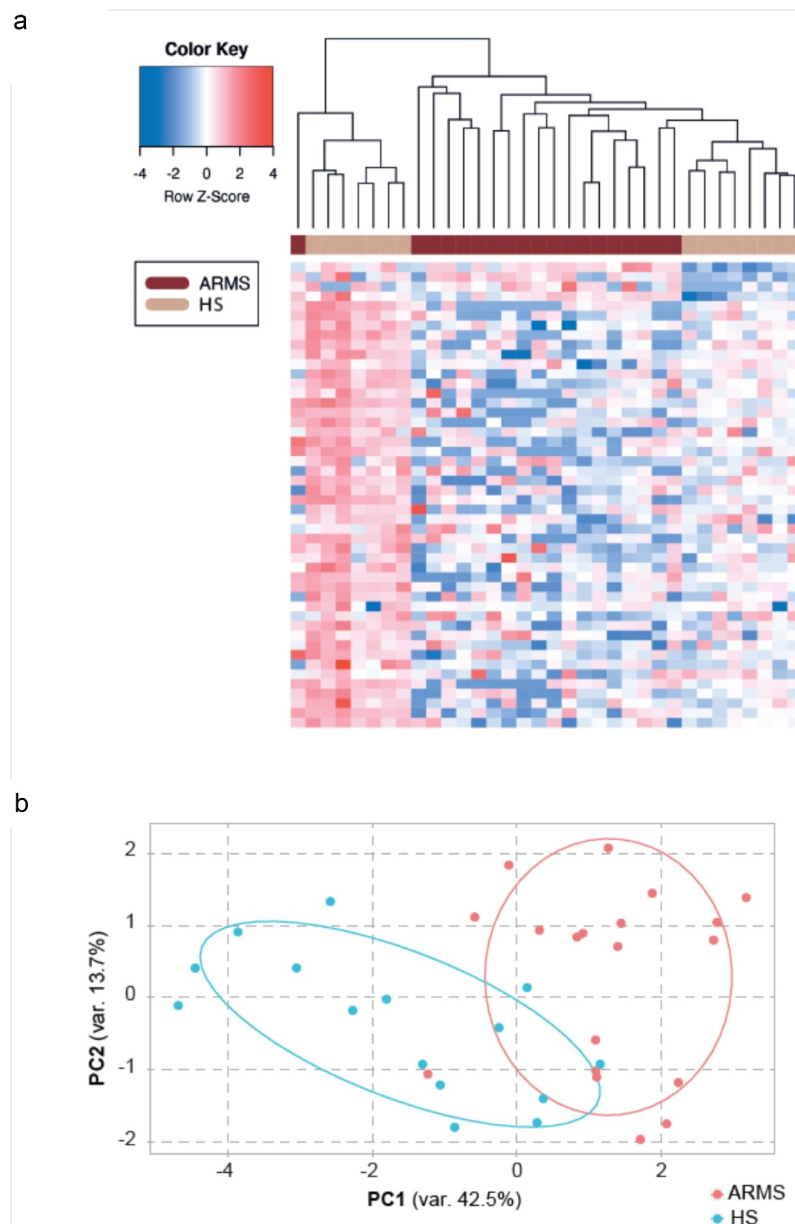 a
Color Key
-4 -2 0 2 4
Row Z-Score
ARMS
HS
b
2
1
0
-1
-2
PC2 (var. 13.7%)
-4 -2 0 2
PC1 (var. 42.5%)
ARMS
HS